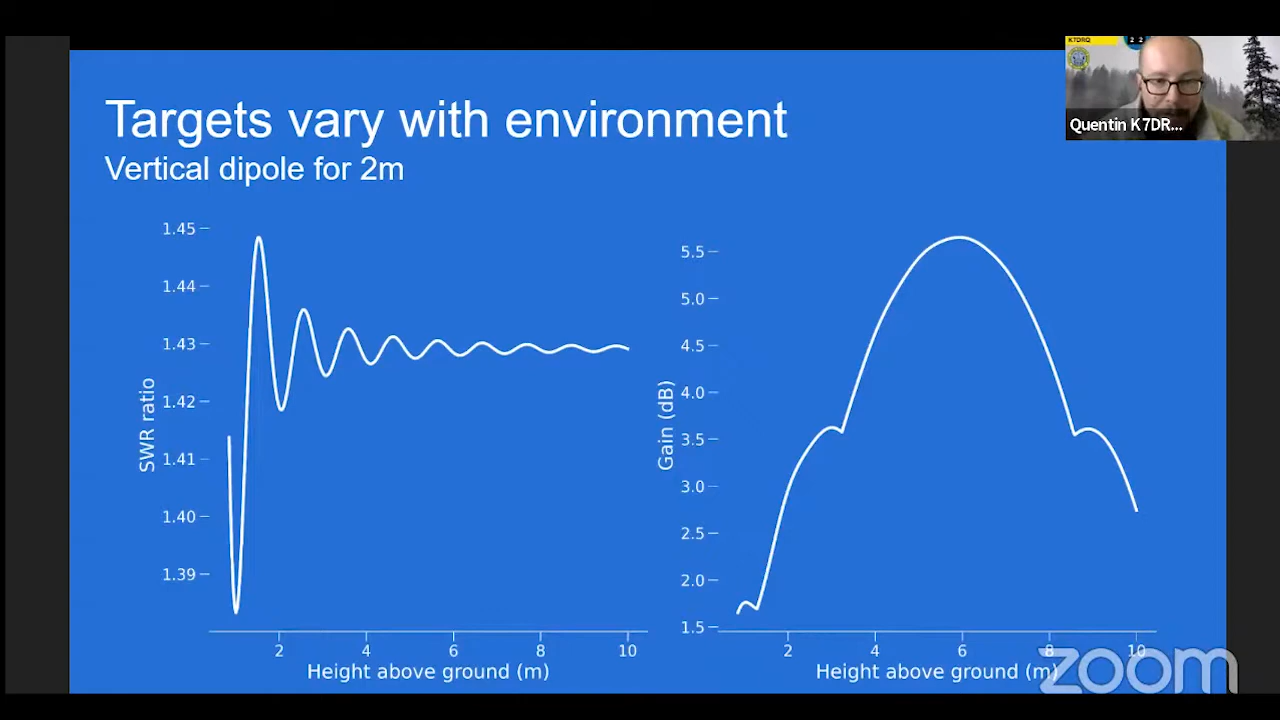 Targets vary with environment
Vertical dipole for 2m
K7DRQ
2 2
Quentin K7DR...
SWR ratio
1.45
1.44
1.43
1.42
1.41
1.40
1.39
2 4 6 8 10
Height above ground (m)
Gain (dB)
5.5
5.0
4.5
4.0
3.5
3.0
2.5
2.0
1.5
2 4 6 8 10
Height above ground (m)
zoom